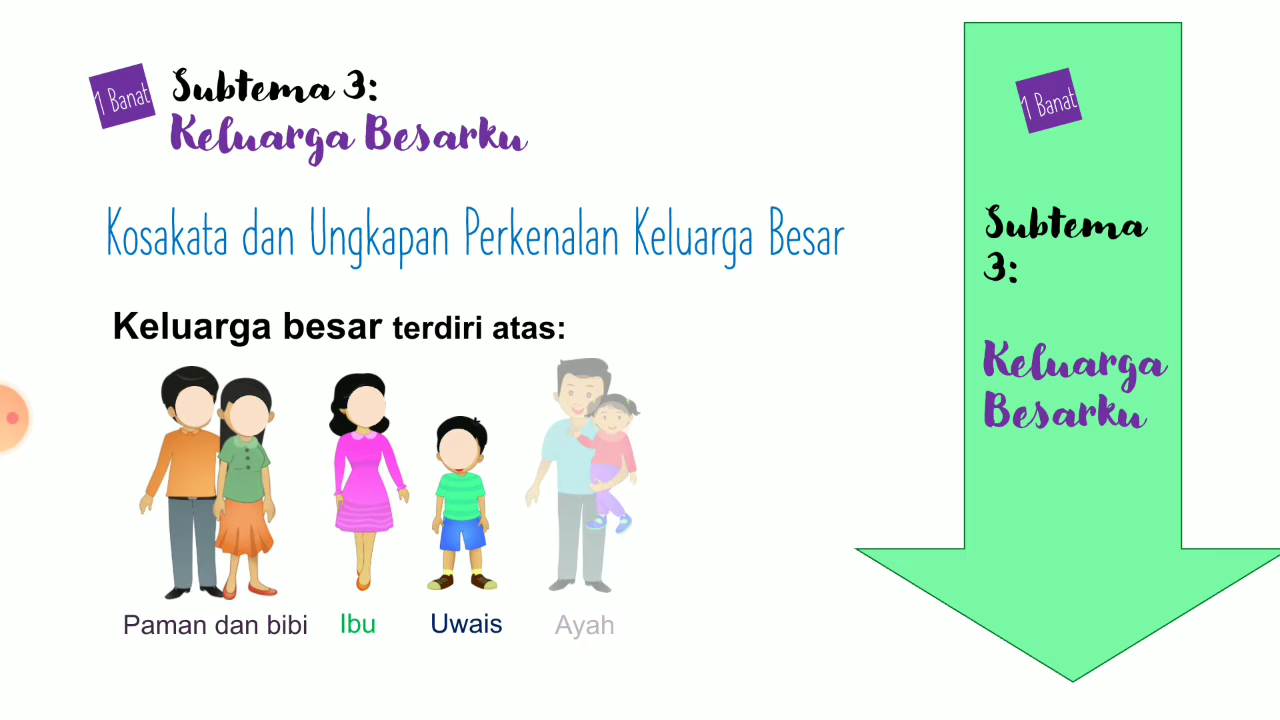 1 Banat
Subtema 3:
Keluarga Besarku
Kosakata dan Ungkapan Perkenalan Keluarga Besar
Keluarga besar terdiri atas:
Paman dan bibi
Ibu
Uwais
Ayah
1 Banat
Subtema
3:
Keluarga
Besarku